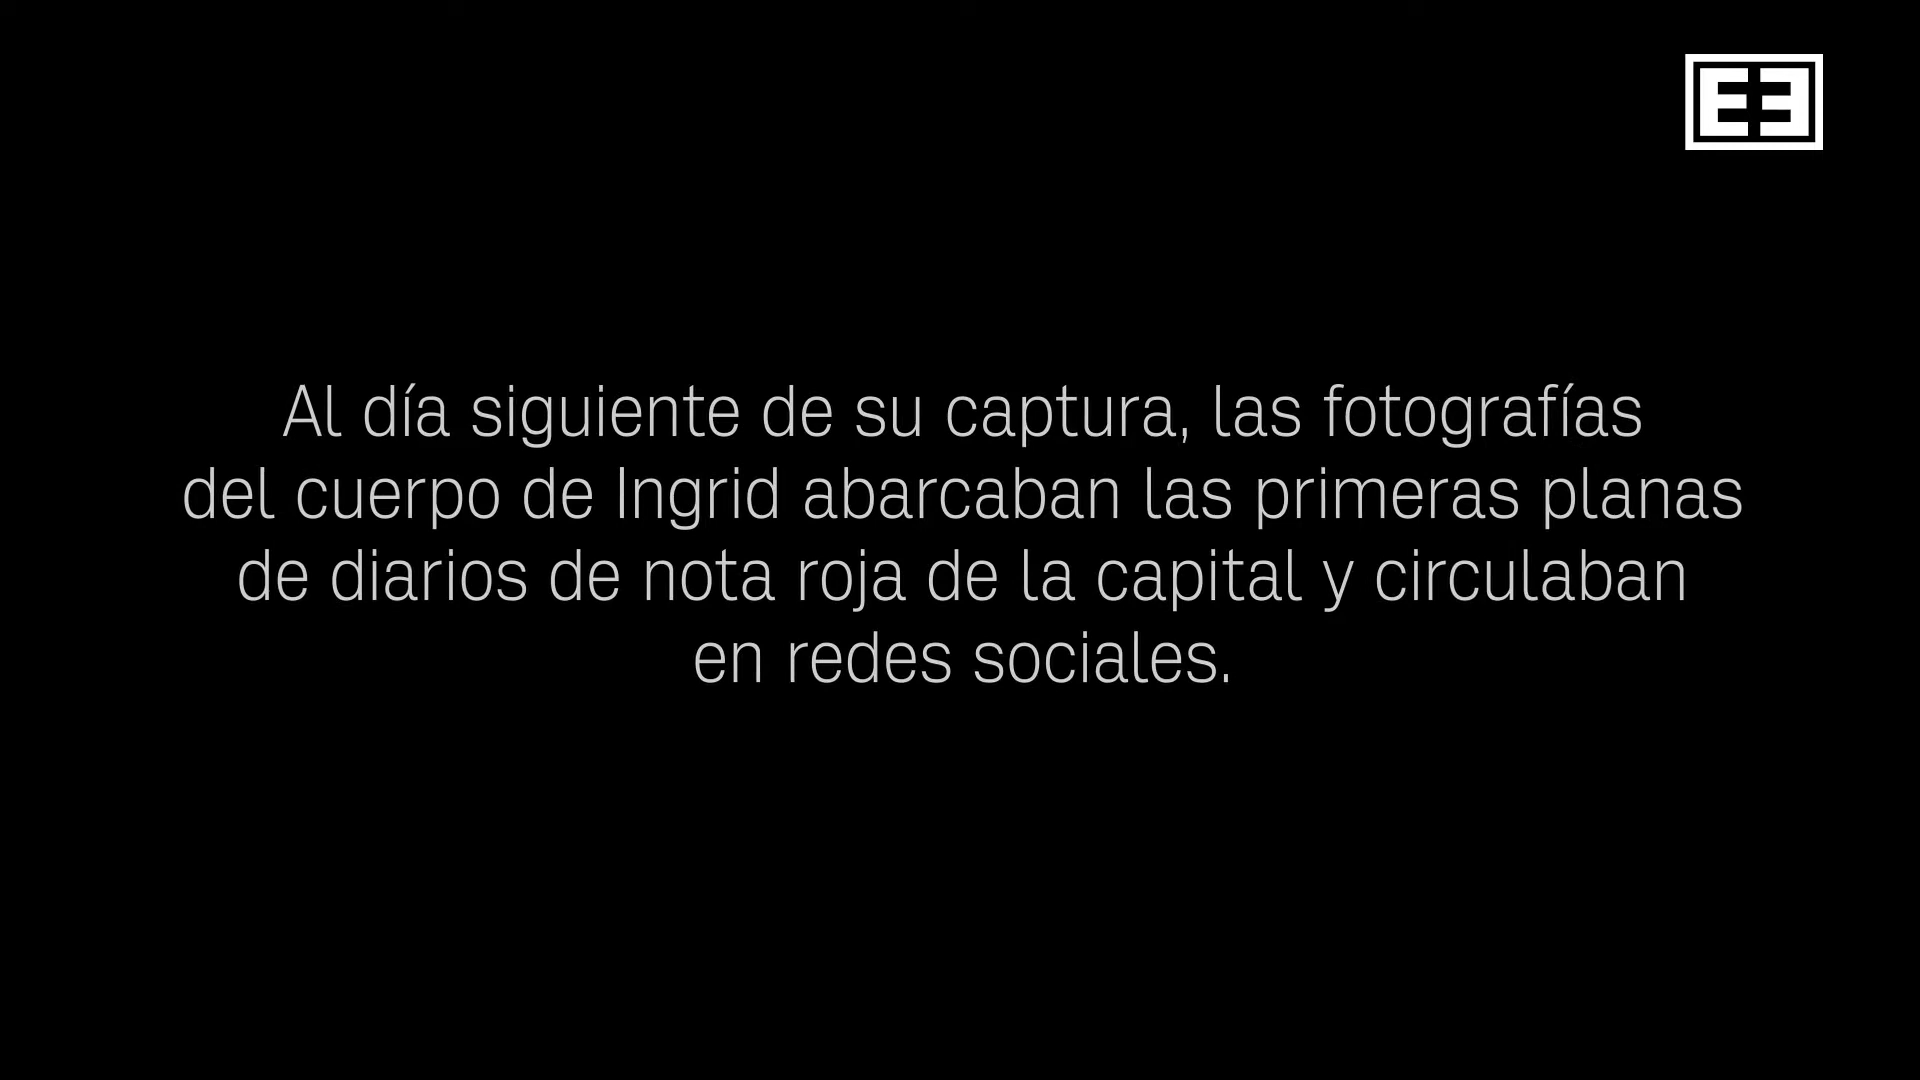 EE
Al día siguiente de su captura, las fotografías
del cuerpo de Ingrid abarcaban las primeras planas
de diarios de nota roja de la capital y circulaban
en redes sociales.